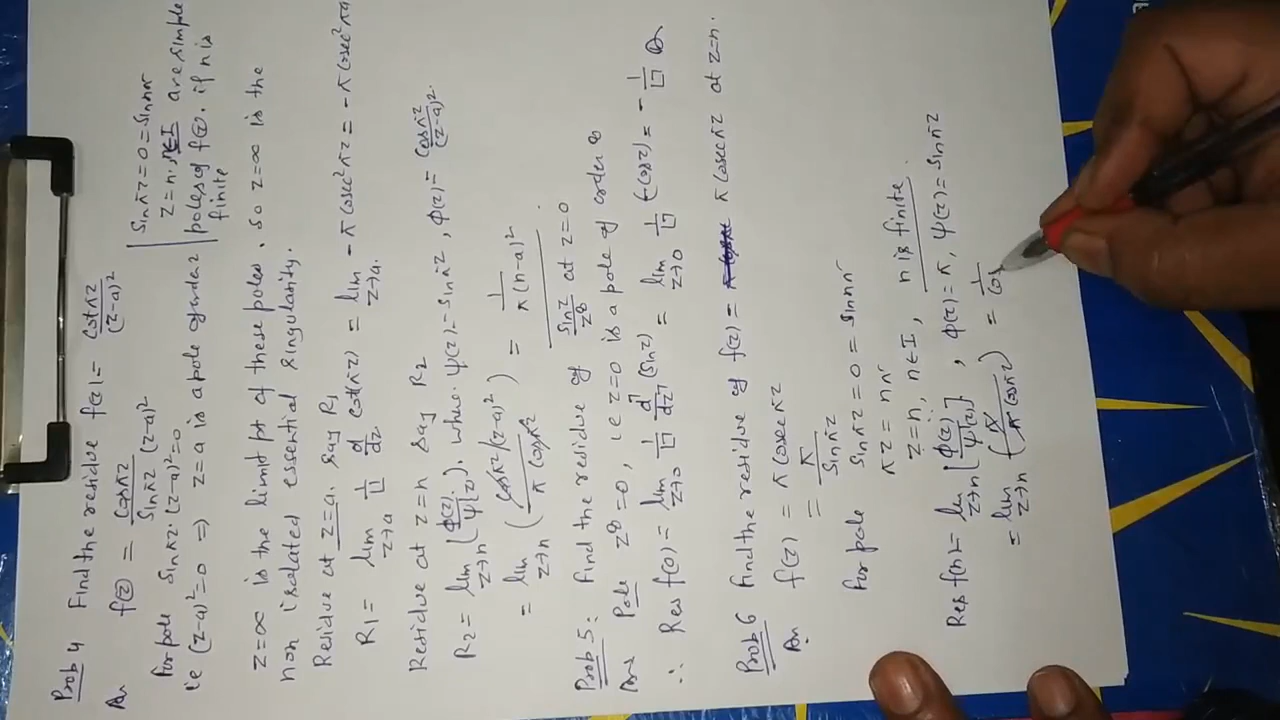 Prob 4 Find the residue f(z) = cot πz / (z-a)²
An f(z) = cos πz / sin πz (z-a)²
For pole sin πz · (z-a)² = 0
ie (z-a)² = 0 => z = a is a pole of order 2
sin πz = 0 = sin nπ
z = n, n∈I are simple
poles of f(z), if n is
finite
z = ∞ is the limit pt of these poles, so z = ∞ is the
non isolated essential singularity.
Residue at z = a, say R₁
R₁ = lim z→a 1/∟1 d/dz (cot πz) = lim z→a - π cosec² πz = - π cosec² πa
Residue at z = n say R₂
R₂ = lim z→n [φ(z)/ψ'(z)], where ψ(z) = sin πz, φ(z) = cos πz / (z-a)²
= lim z→n (cos πz/(z-a)² / π cos πz) = 1 / π(n-a)².
Prob 5: Find the residue of sin z / z⁸ at z = 0
Ans Pole z⁸ = 0, ie z = 0 is a pole of order 8
∴ Res f(0) = lim z→0 1/∟7 d⁷/dz⁷ (sin z) = lim z→0 1/∟7 (-cos z) = - 1/∟7 An
Prob 6 Find the residue of f(z) = π cosec πz at z = n.
An f(z) = π cosec πz
= π / sin πz
For pole sin πz = 0 = sin nπ
πz = nπ
z = n, n∈I, n is finite.
Res f(n) = lim z→n [φ(z)/ψ'(z)], φ(z) = π, ψ(z) = sin πz
= lim z→n (π / π cos πz) = 1 / cos